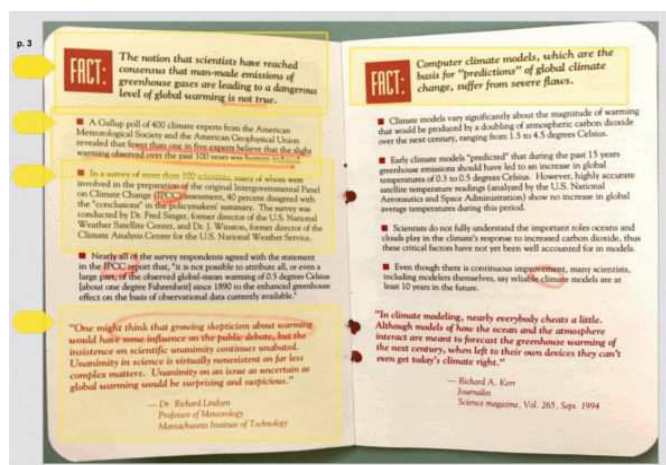 p. 3
FACT:
The notion that scientists have reached
consensus that man-made emissions of
greenhouse gases are leading to a dangerous
level of global warming is not true.
■ A Gallup poll of 400 climate experts from the American
Meteorological Society and the American Geophysical Union
revealed that fewer than one in five experts believe that the slight
warming observed over the past 100 years was human
■ In a survey of more than 100 scientists, many of whom were
involved in the preparation of the original Intergovernmental Panel
on Climate Change (IPCC) assessment, 40 percent disagreed with
the "conclusions" in the policymakers' summary. The survey was
conducted by Dr. Fred Singer, former director of the U.S. National
Weather Satellite Center, and Dr. J. Winston, former director of the
Climate Analysis Center for the U.S. National Weather Service.
■ Nearly all of the survey respondents agreed with the statement
in the IPCC report that, "it is not possible to attribute all, or even a
large part, of the observed global-mean warming of 0.5 degrees Celsius
[about one degree Fahrenheit] since 1890 to the enhanced greenhouse
effect on the basis of observational data currently available."
"One might think that growing skepticism about warming
would have some influence on the public debate, but the
insistence on scientific unanimity continues unabated.
Unanimity in science is virtually nonexistent on far less
complex matters. Unanimity on an issue as uncertain as
global warming would be surprising and suspicious."
— Dr. Richard Lindzen
Professor of Meteorology
Massachusetts Institute of Technology
FACT:
Computer climate models, which are the
basis for "predictions" of global climate
change, suffer from severe flaws.
■ Climate models vary significantly about the magnitude of warming
that would be produced by a doubling of atmospheric carbon dioxide
over the next century, ranging from 1.5 to 4.5 degrees Celsius.
■ Early climate models "predicted" that during the past 15 years
greenhouse emissions should have led to an increase in global
temperatures of 0.3 to 0.5 degrees Celsius. However, highly accurate
satellite temperature readings (analyzed by the U.S. National
Aeronautics and Space Administration) show no increase in global
average temperatures during this period.
■ Scientists do not fully understand the important roles oceans and
clouds play in the climate's response to increased carbon dioxide, thus
these critical factors have not yet been well accounted for in models.
■ Even though there is continuous improvement, many scientists,
including modelers themselves, say reliable climate models are at
least 10 years in the future.
"In climate modeling, nearly everybody cheats a little.
Although models of how the ocean and the atmosphere
interact are meant to forecast the greenhouse warming of
the next century, when left to their own devices they can't
even get today's climate right."
— Richard A. Kerr
Journalist
Science magazine, Vol. 265, Sept. 1994